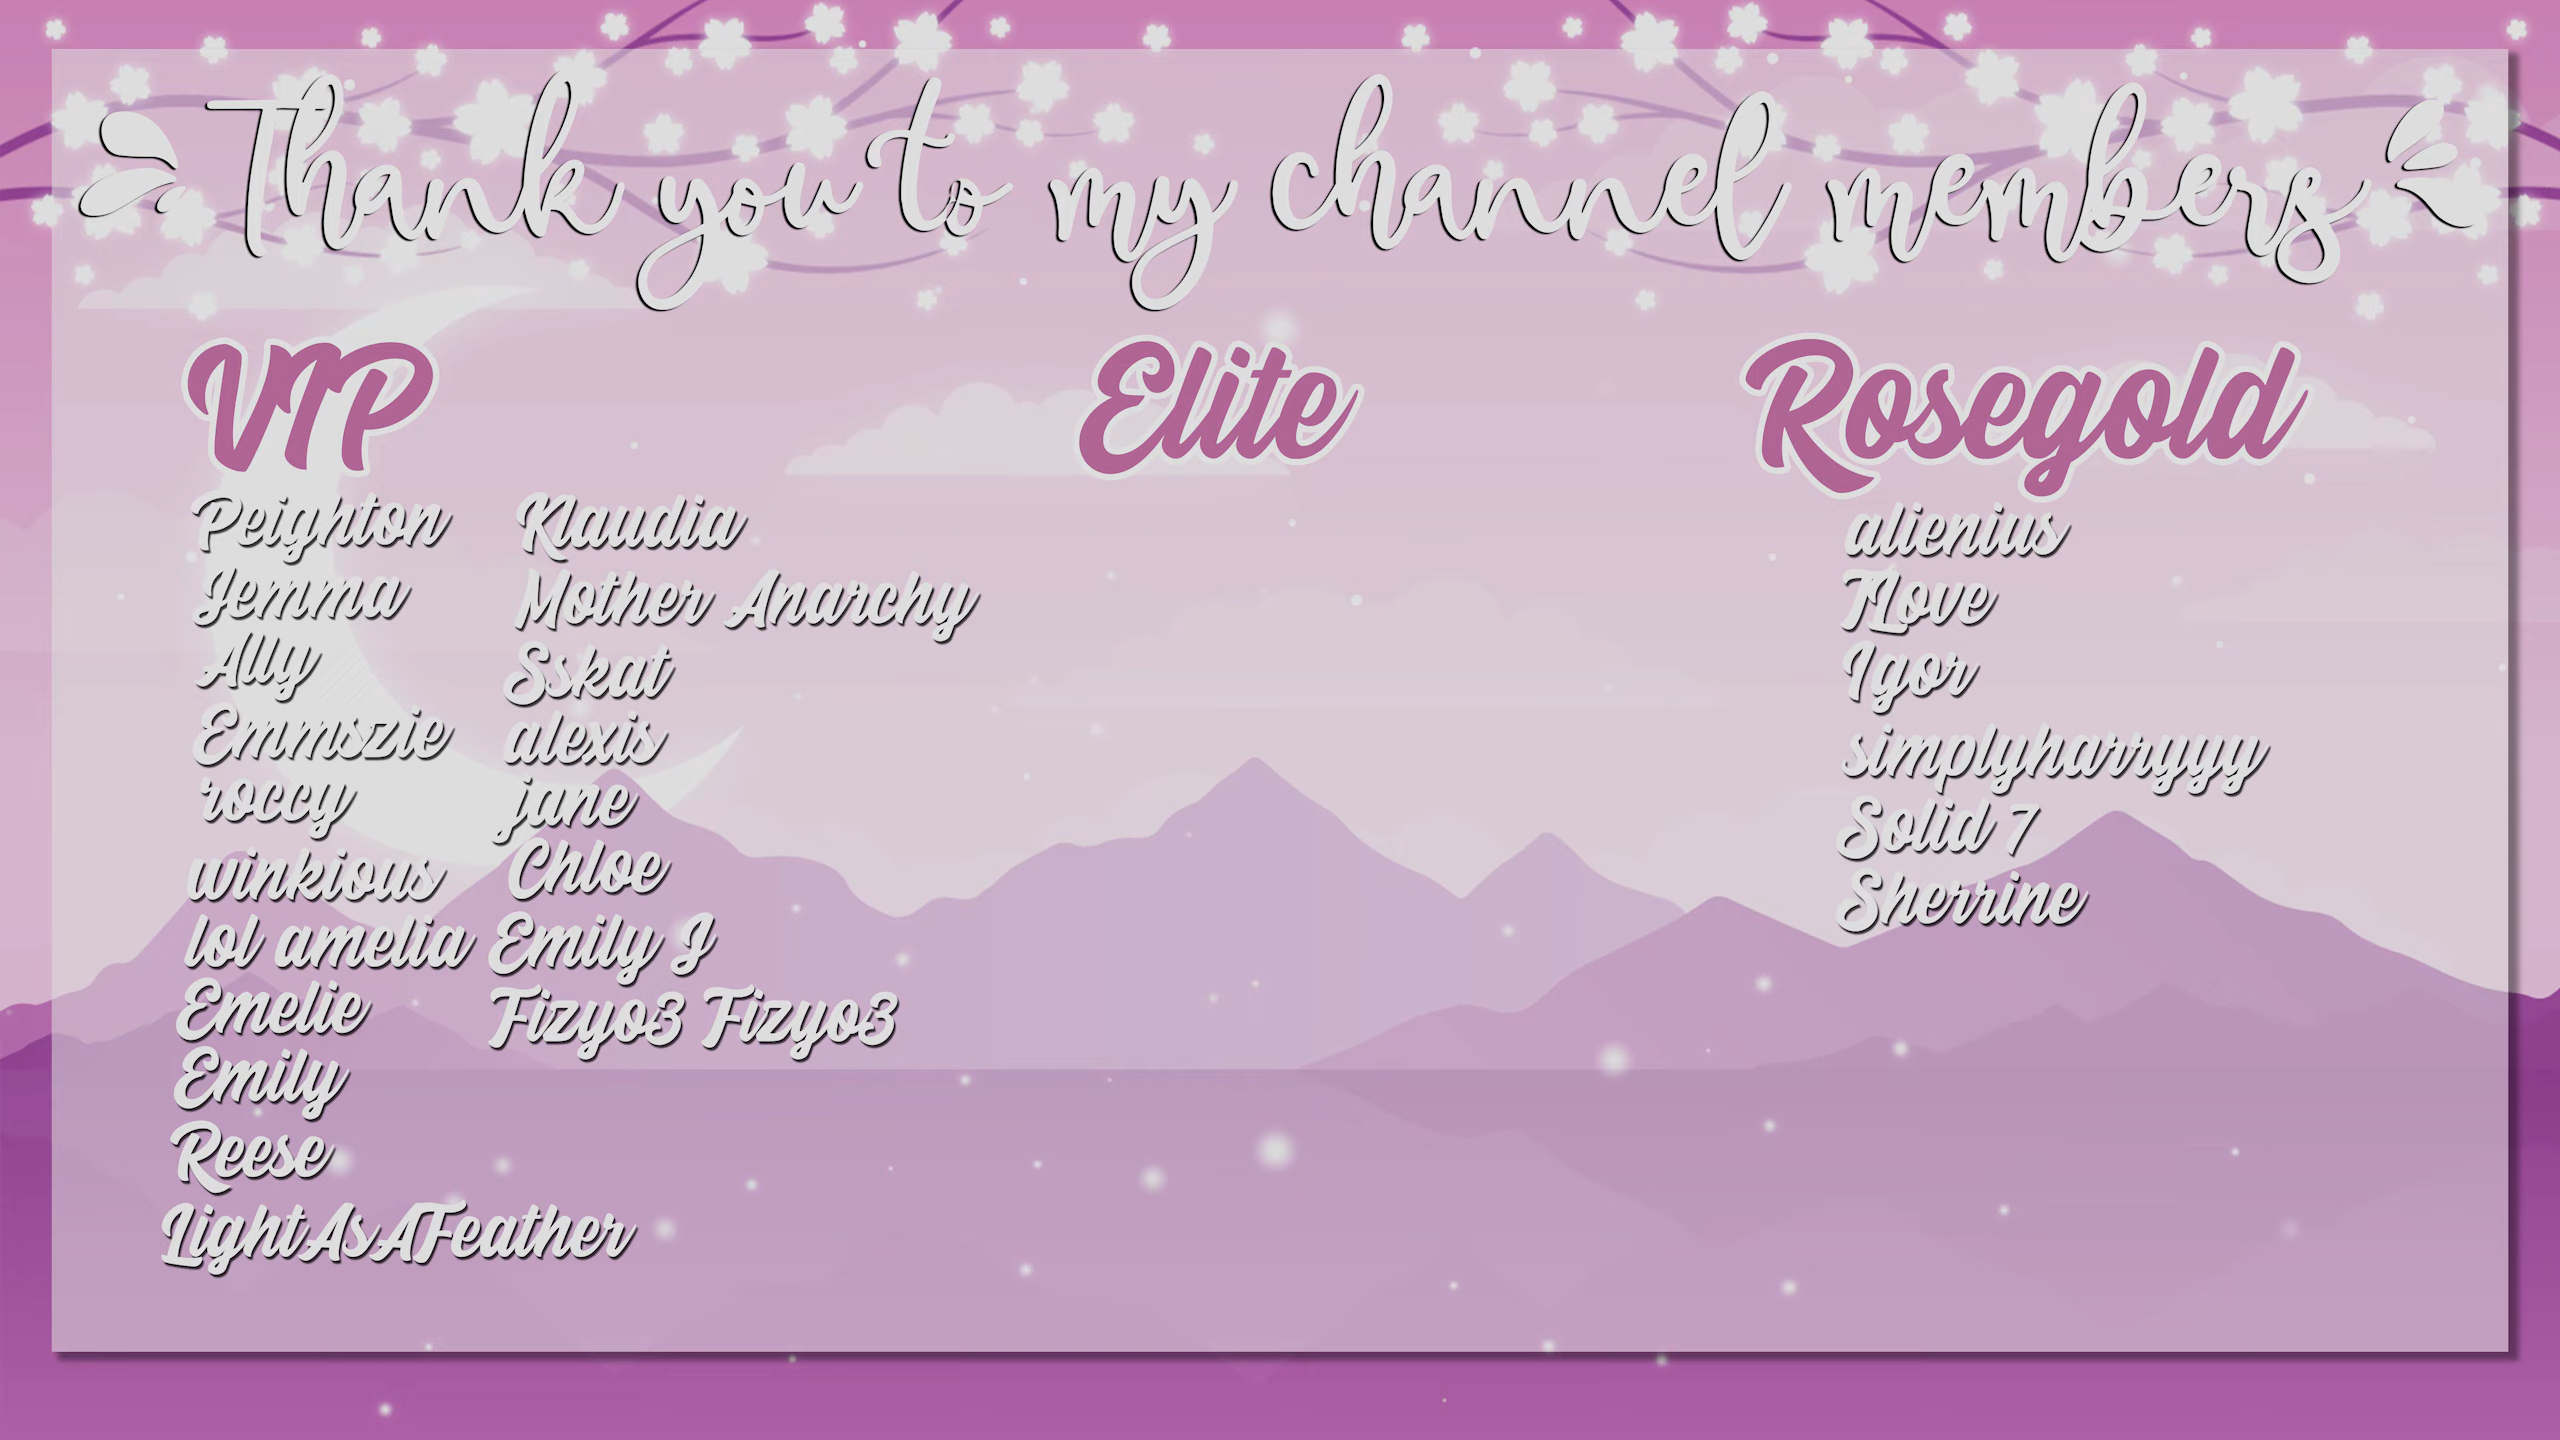 Thank you to my channel members
VIP
Peighton
Jemma
Ally
Emmszie
roccy
winkious
lol amelia
Emelie
Emily
Reese
LightAsAFeather
Klaudia
Mother Anarchy
Sskat
alexis
jane
Chloe
Emily J
Fizyo3 Fizyo3
Elite
Rosegold
alienius
TLove
Igor
simplyharryyy
Solid 7
Sherrine